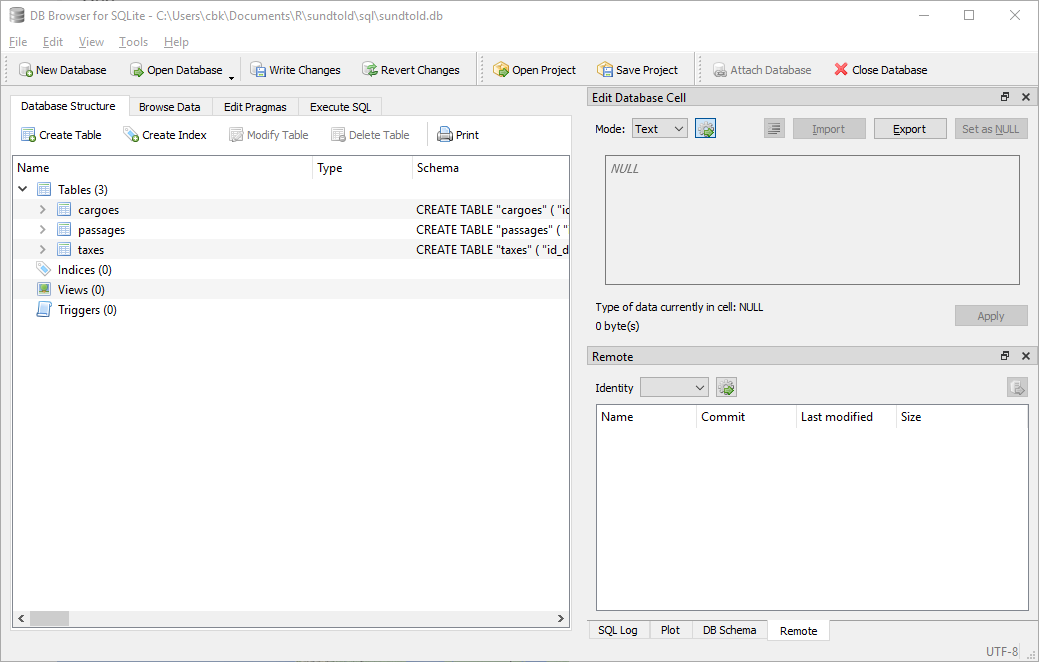 DB Browser for SQLite - C:\Users\cbk\Documents\R\sundtold\sql\sundtold.db
File Edit View Tools Help
New Database Open Database Write Changes Revert Changes Open Project Save Project Attach Database Close Database
Database Structure Browse Data Edit Pragmas Execute SQL
Create Table Create Index Modify Table Delete Table Print
Name Type Schema
Tables (3)
cargoes CREATE TABLE "cargoes" ( "id
passages CREATE TABLE "passages" ( "
taxes CREATE TABLE "taxes" ( "id_d
Indices (0)
Views (0)
Triggers (0)
Edit Database Cell
Mode: Text Import Export Set as NULL
NULL
Type of data currently in cell: NULL
0 byte(s)
Apply
Remote
Identity
Name Commit Last modified Size
SQL Log Plot DB Schema Remote
UTF-8